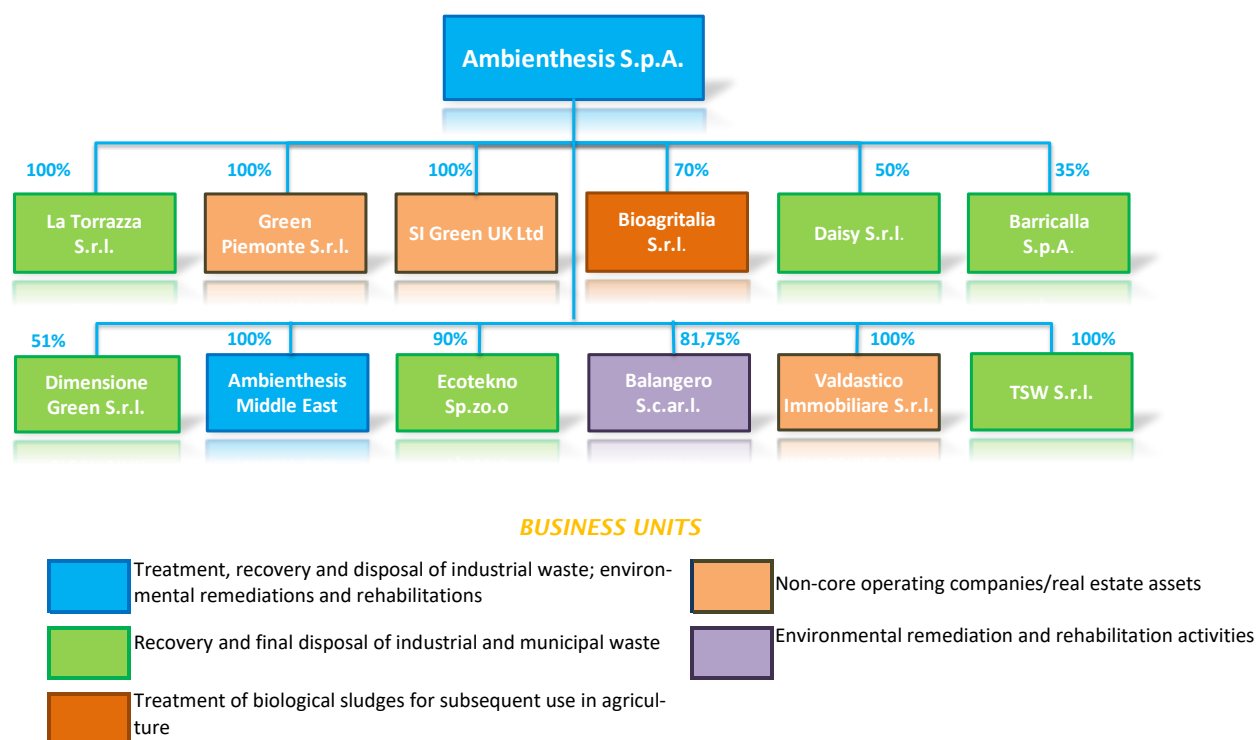 Ambienthesis S.p.A.
100%
100%
100%
70%
50%
35%
La Torrazza
S.r.l.
Green
Piemonte S.r.l.
SI Green UK Ltd
Bioagritalia
S.r.l.
Daisy S.r.l.
Barricalla
S.p.A.
51%
100%
90%
81,75%
100%
100%
Dimensione
Green S.r.l.
Ambienthesis
Middle East
Ecotekno
Sp.zo.o
Balangero
S.c.ar.l.
Valdastico
Immobiliare S.r.l.
TSW S.r.l.
BUSINESS UNITS
Treatment, recovery and disposal of industrial waste; environ-
mental remediations and rehabilitations
Non-core operating companies/real estate assets
Recovery and final disposal of industrial and municipal waste
Environmental remediation and rehabilitation activities
Treatment of biological sludges for subsequent use in agricul-
ture